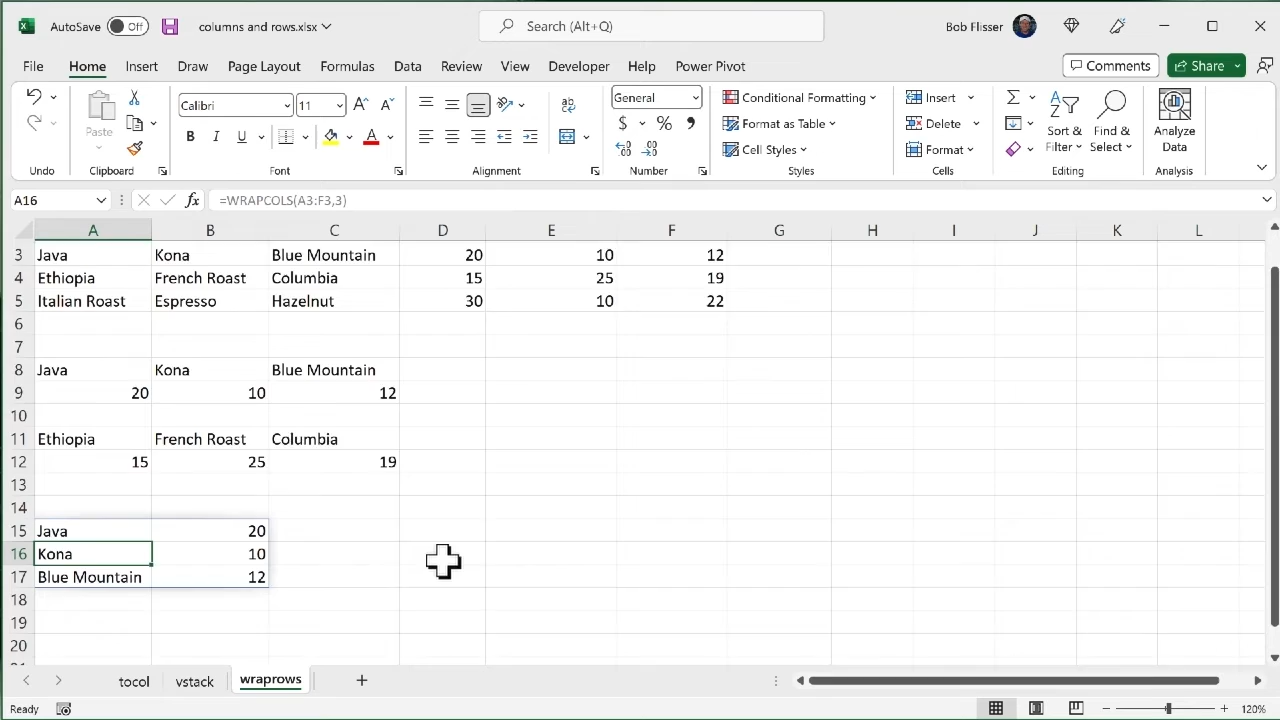 AutoSave Off columns and rows.xlsx Search (Alt+Q) Bob Flisser
File Home Insert Draw Page Layout Formulas Data Review View Developer Help Power Pivot Comments Share
Calibri 11 General Conditional Formatting Insert
Paste Format as Table Delete Sort & Find & Analyze
B I U A $ % Cell Styles Format Filter Select Data
Undo Clipboard Font Alignment Number Styles Cells Editing Analysis
A16 fx =WRAPCOLS(A3:F3,3)
A B C D E F G H I J K L
3 Java Kona Blue Mountain 20 10 12
4 Ethiopia French Roast Columbia 15 25 19
5 Italian Roast Espresso Hazelnut 30 10 22
6
7
8 Java Kona Blue Mountain
9 20 10 12
10
11 Ethiopia French Roast Columbia
12 15 25 19
13
14
15 Java 20
16 Kona 10
17 Blue Mountain 12
18
19
20
tocol vstack wraprows
Ready 120%